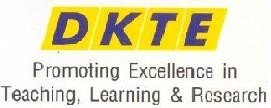 DKTE
Promoting Excellence in
Teaching, Learning & Research